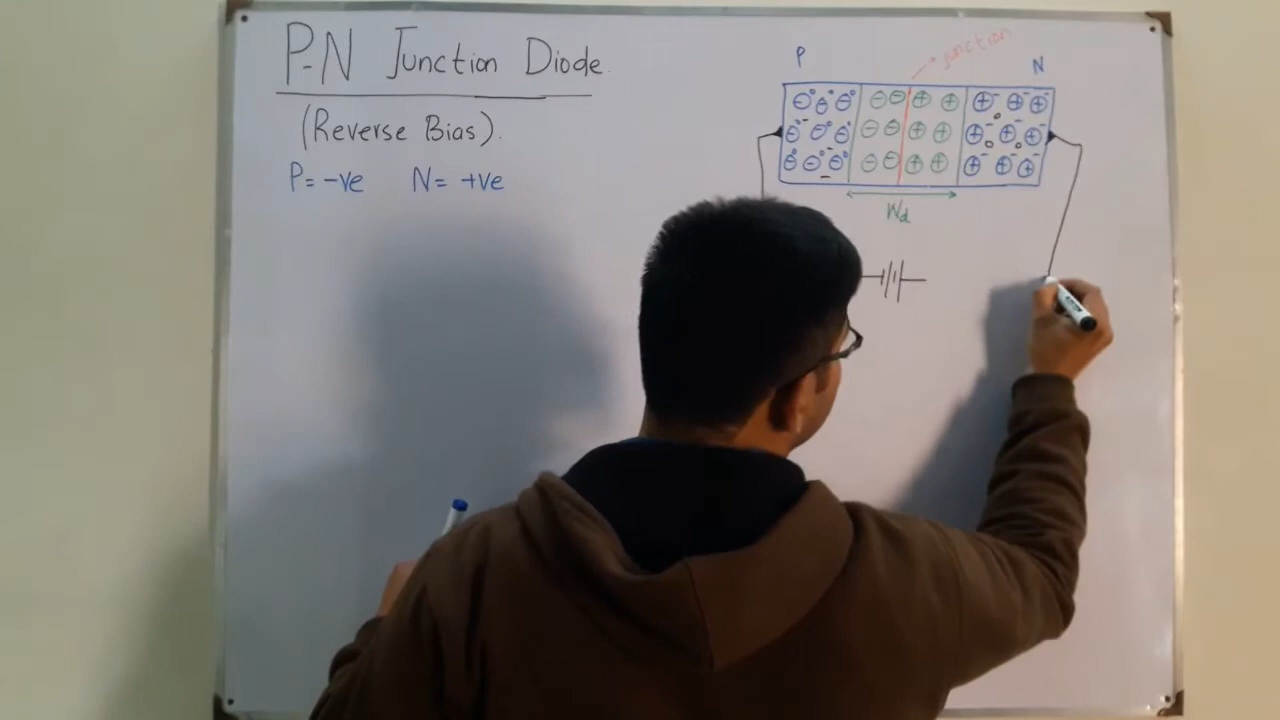 P-N Junction Diode.
(Reverse Bias).
P = -ve N = +ve
junction
P N
Wd